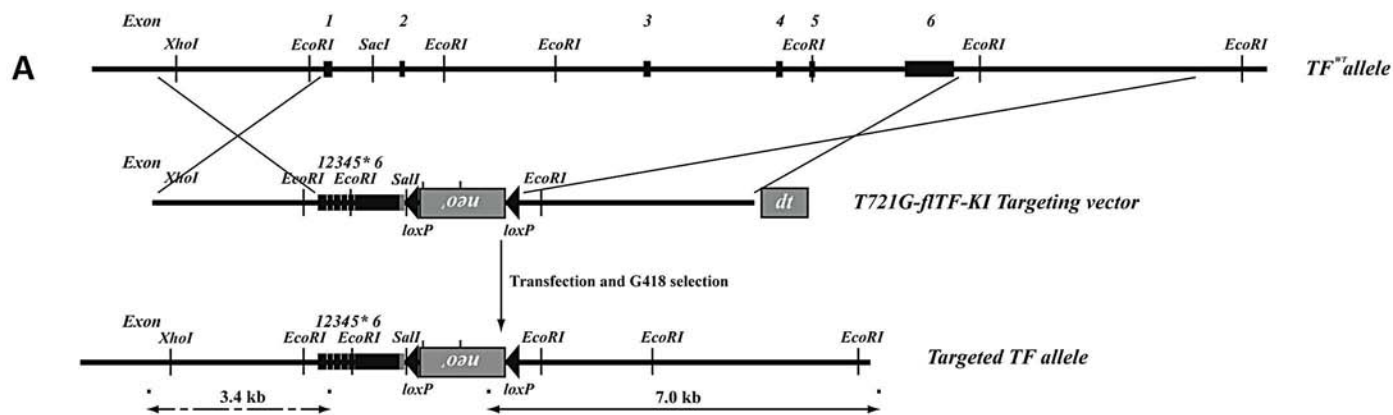 A
Exon 1 2 3 4 5 6
XhoI EcoRI SacI EcoRI EcoRI EcoRI EcoRI EcoRI
TF^WT allele
Exon 12345* 6
XhoI EcoRI EcoRI SalI EcoRI
neo^r dt
T721G-flTF-KI Targeting vector
loxP loxP
Transfection and G418 selection
Exon 12345* 6
XhoI EcoRI EcoRI SalI EcoRI EcoRI EcoRI
neo^r
Targeted TF allele
loxP loxP
3.4 kb 7.0 kb